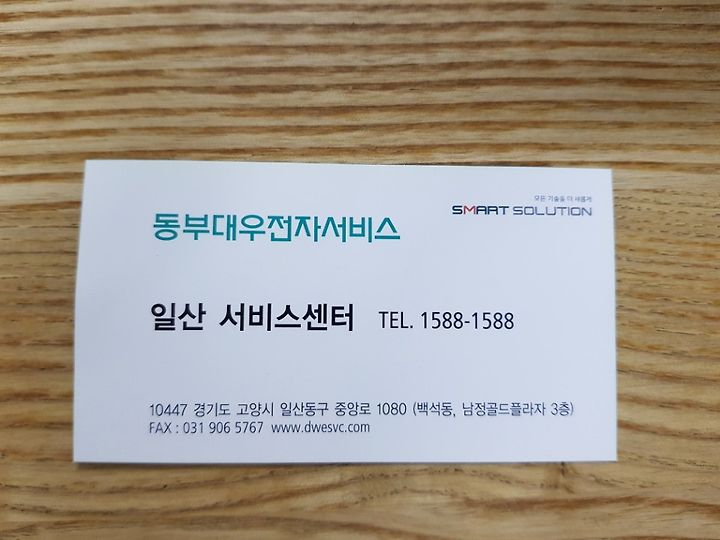 모든 기술을 더 새롭게
SMART SOLUTION
동부대우전자서비스
일산 서비스센터 TEL. 1588-1588
10447 경기도 고양시 일산동구 중앙로 1080 (백석동, 남정골드플라자 3층)
FAX : 031 906 5767 www.dwesvc.com